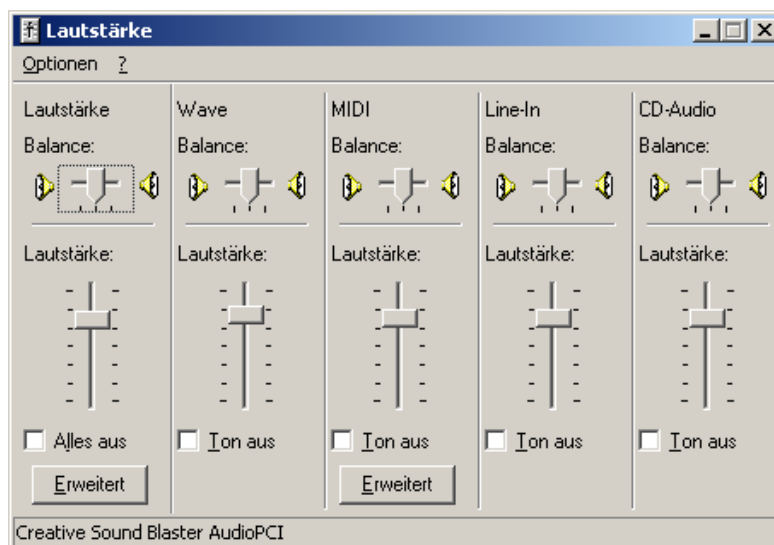 Lautstärke
Optionen ?
Lautstärke Wave MIDI Line-In CD-Audio
Balance: Balance: Balance: Balance: Balance:
Lautstärke: Lautstärke: Lautstärke: Lautstärke: Lautstärke:
Alles aus Ton aus Ton aus Ton aus Ton aus
Erweitert Erweitert
Creative Sound Blaster AudioPCI